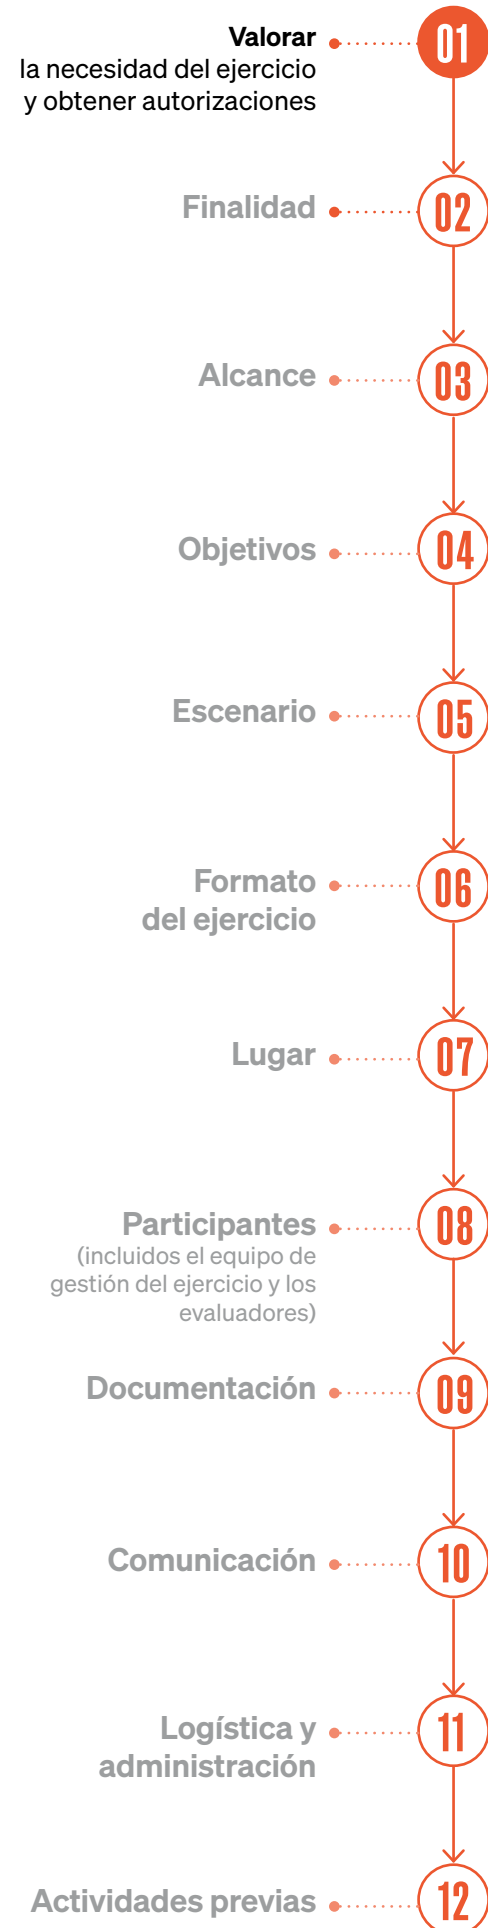 Valorar
la necesidad del ejercicio
y obtener autorizaciones
01
Finalidad
02
Alcance
03
Objetivos
04
Escenario
05
Formato
del ejercicio
06
Lugar
07
Participantes
(incluidos el equipo de
gestión del ejercicio y los
evaluadores)
08
Documentación
09
Comunicación
10
Logística y
administración
11
Actividades previas
12